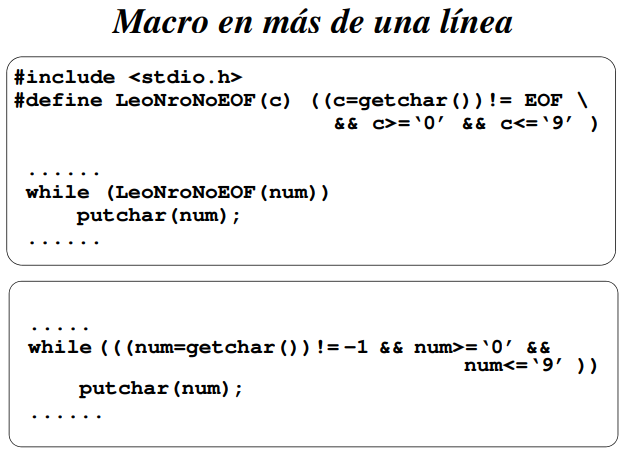 Macro en más de una línea
#include <stdio.h>
#define LeoNroNoEOF(c) ((c=getchar())!= EOF \
&& c>=‘0’ && c<=‘9’ )
......
while (LeoNroNoEOF(num))
putchar(num);
......
.....
while (((num=getchar())!=−1 && num>=‘0’ &&
num<=‘9’ ))
putchar(num);
......